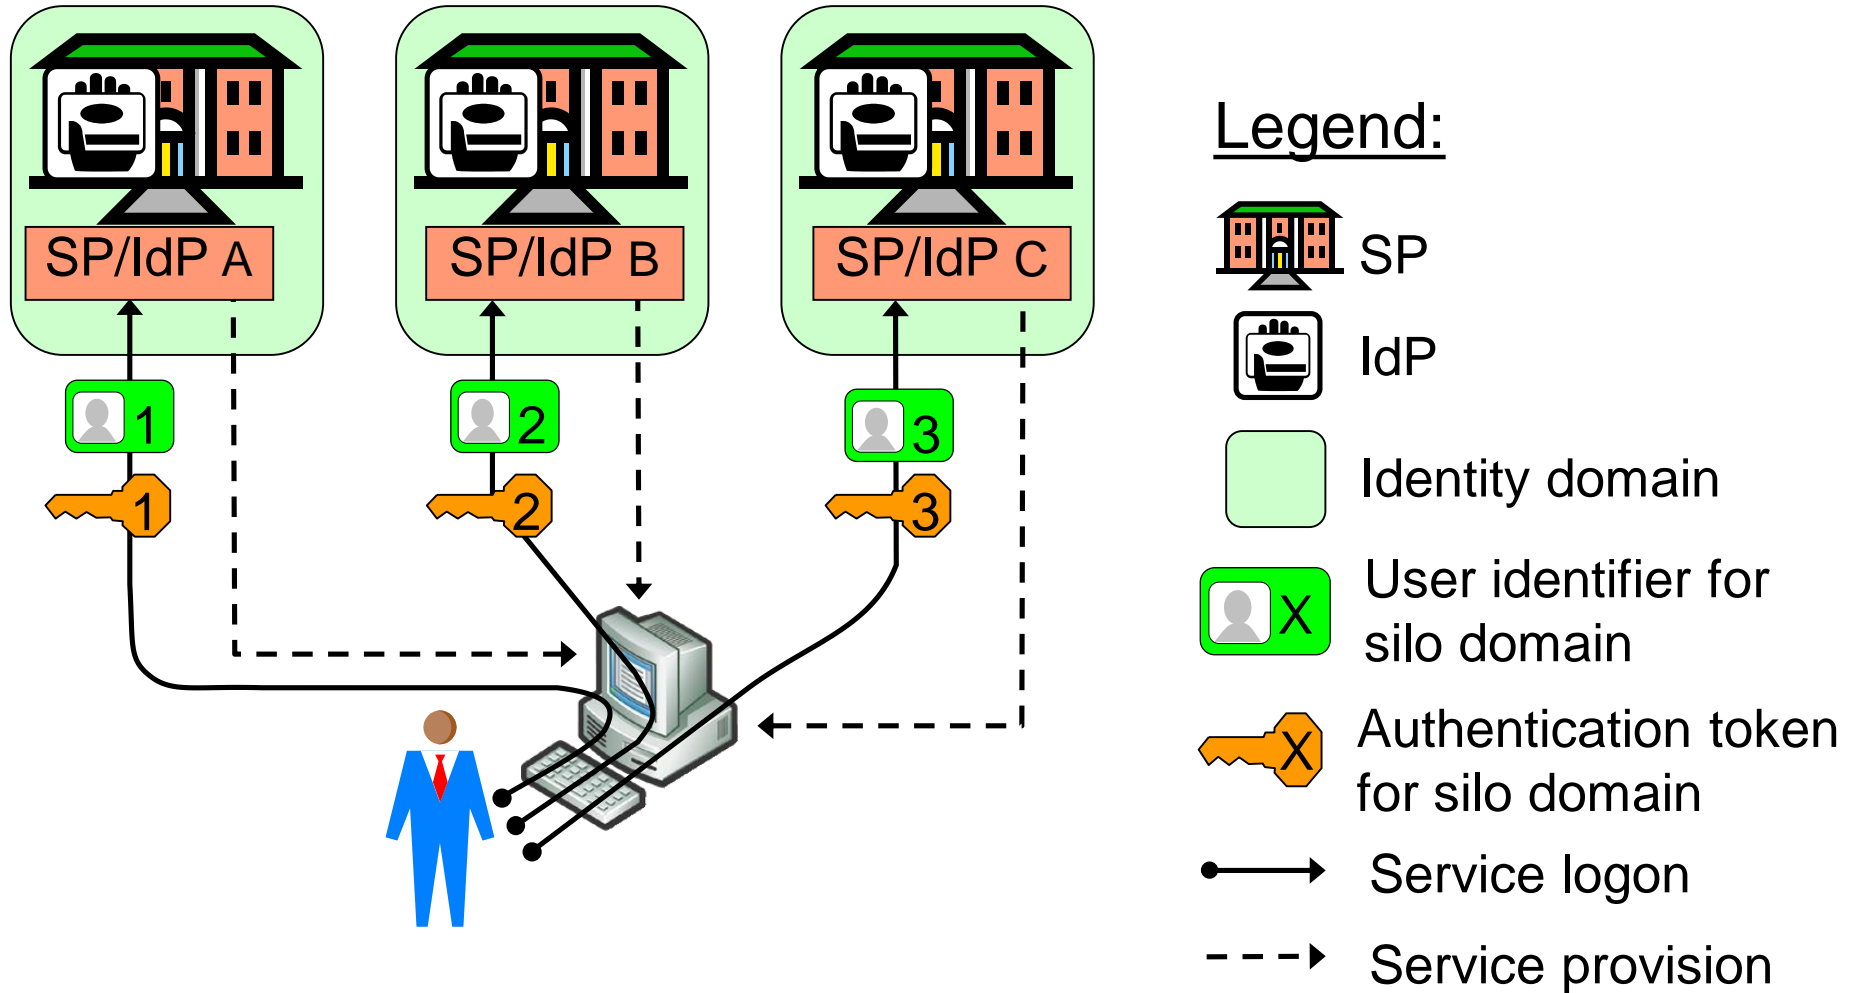 SP/IdP A
SP/IdP B
SP/IdP C
1
2
3
1
2
3
Legend:
SP
IdP
Identity domain
X
User identifier for
silo domain
X
Authentication token
for silo domain
Service logon
Service provision